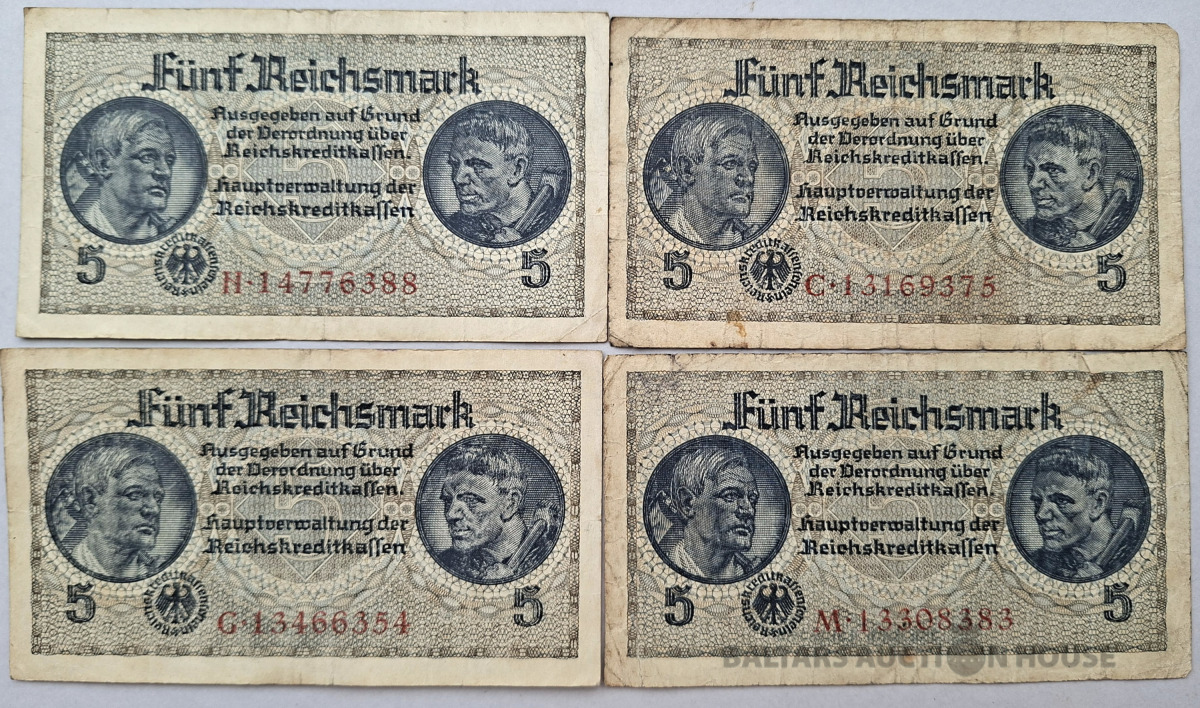 Fünf Reichsmark
Ausgegeben auf Grund
der Verordnung über
Reichskreditkassen.
Hauptverwaltung der
Reichskreditkassen
5
H·14776388
5
Fünf Reichsmark
Ausgegeben auf Grund
der Verordnung über
Reichskreditkassen.
Hauptverwaltung der
Reichskreditkassen
5
C·13169375
5
Fünf Reichsmark
Ausgegeben auf Grund
der Verordnung über
Reichskreditkassen.
Hauptverwaltung der
Reichskreditkassen
5
G·13466354
5
Fünf Reichsmark
Ausgegeben auf Grund
der Verordnung über
Reichskreditkassen.
Hauptverwaltung der
Reichskreditkassen
5
M·13308383
5
BALTARS AUCTION HOUSE